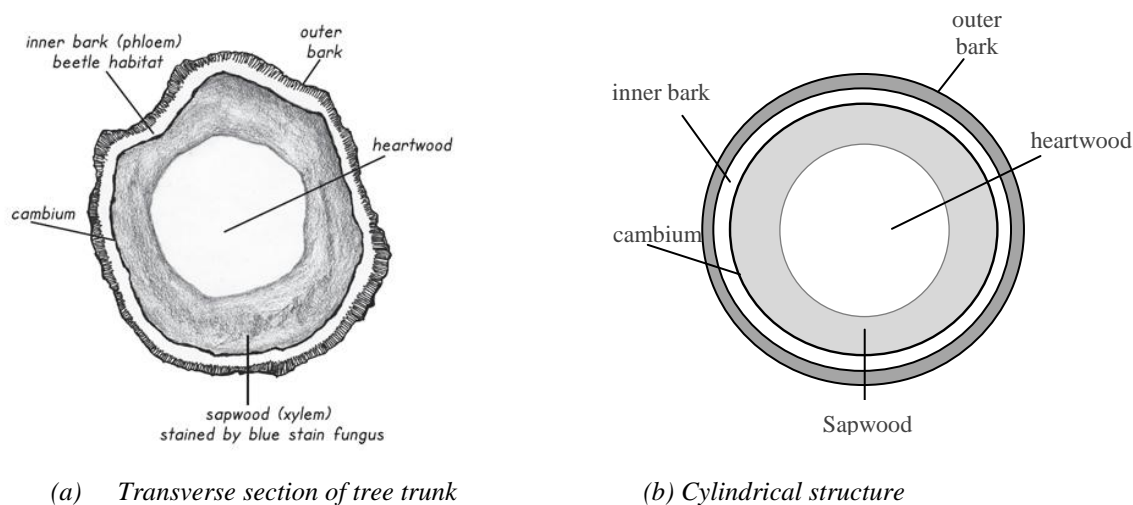 inner bark (phloem)
beetle habitat
outer
bark
heartwood
cambium
sapwood (xylem)
stained by blue stain fungus
(a) Transverse section of tree trunk
outer
bark
inner bark
heartwood
cambium
Sapwood
(b) Cylindrical structure